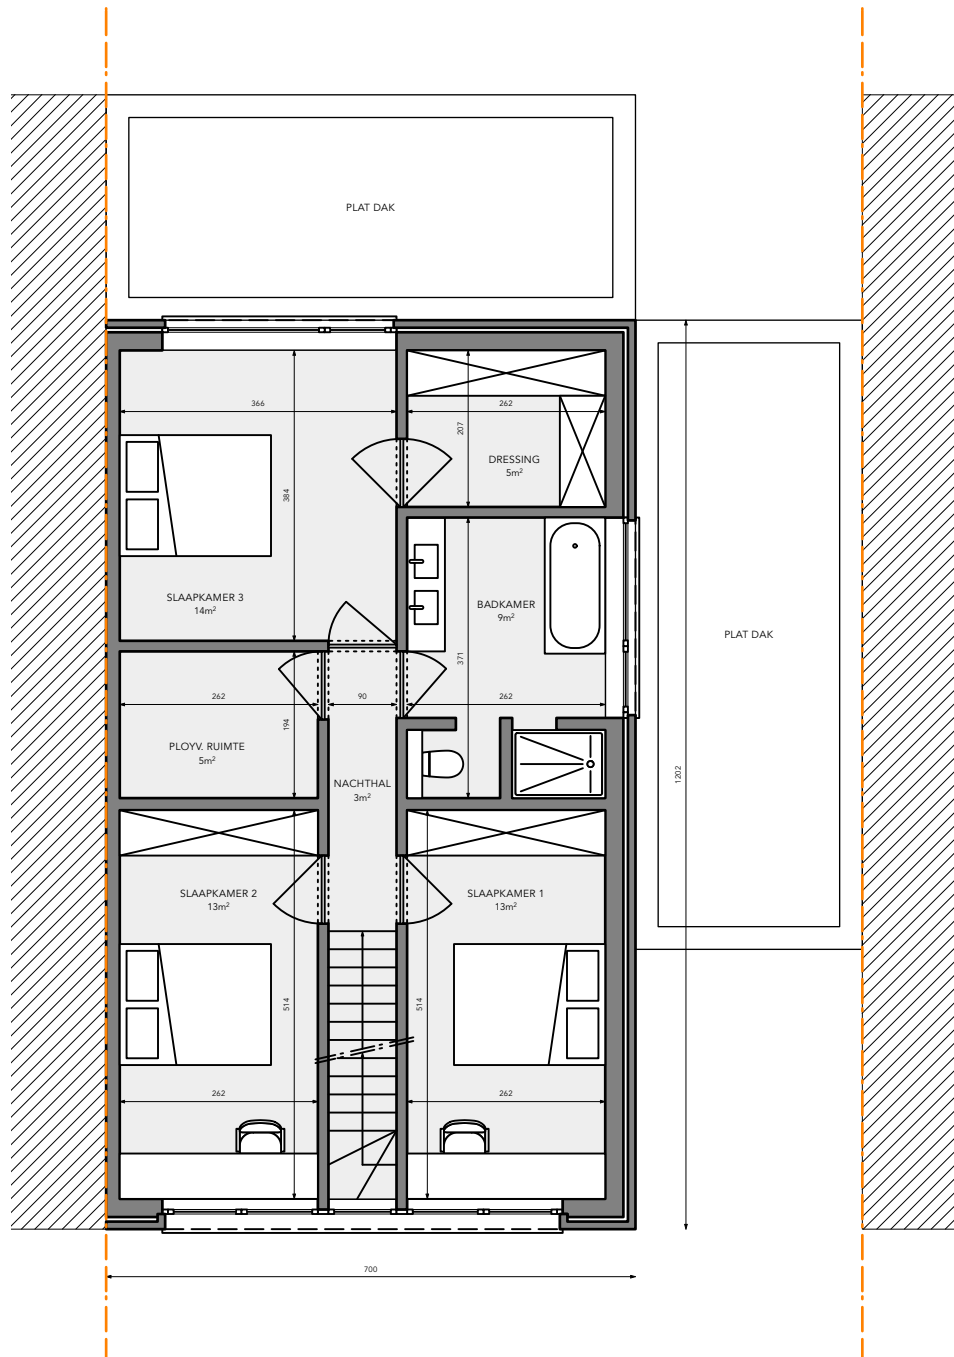 PLAT DAK
366
262
207
DRESSING
5m²
384
SLAAPKAMER 3
14m²
BADKAMER
9m²
PLAT DAK
371
262
90
262
194
PLOYV. RUIMTE
5m²
NACHTHAL
3m²
1202
SLAAPKAMER 2
13m²
SLAAPKAMER 1
13m²
514
514
262
262
700